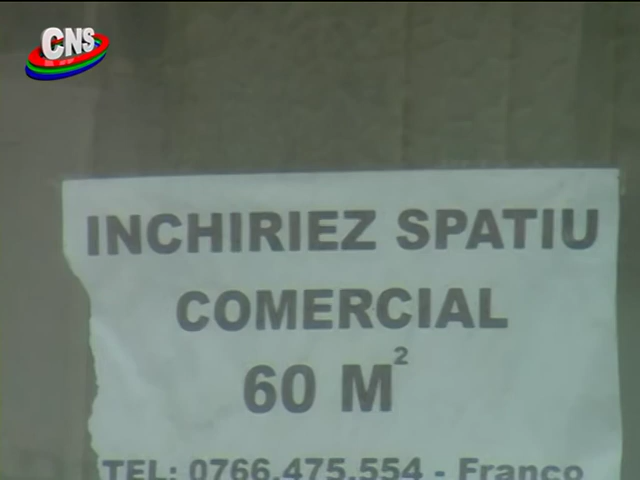 CNS
INCHIRIEZ SPATIU
COMERCIAL
60 M²
TEL: 0766.475.554 - Franco